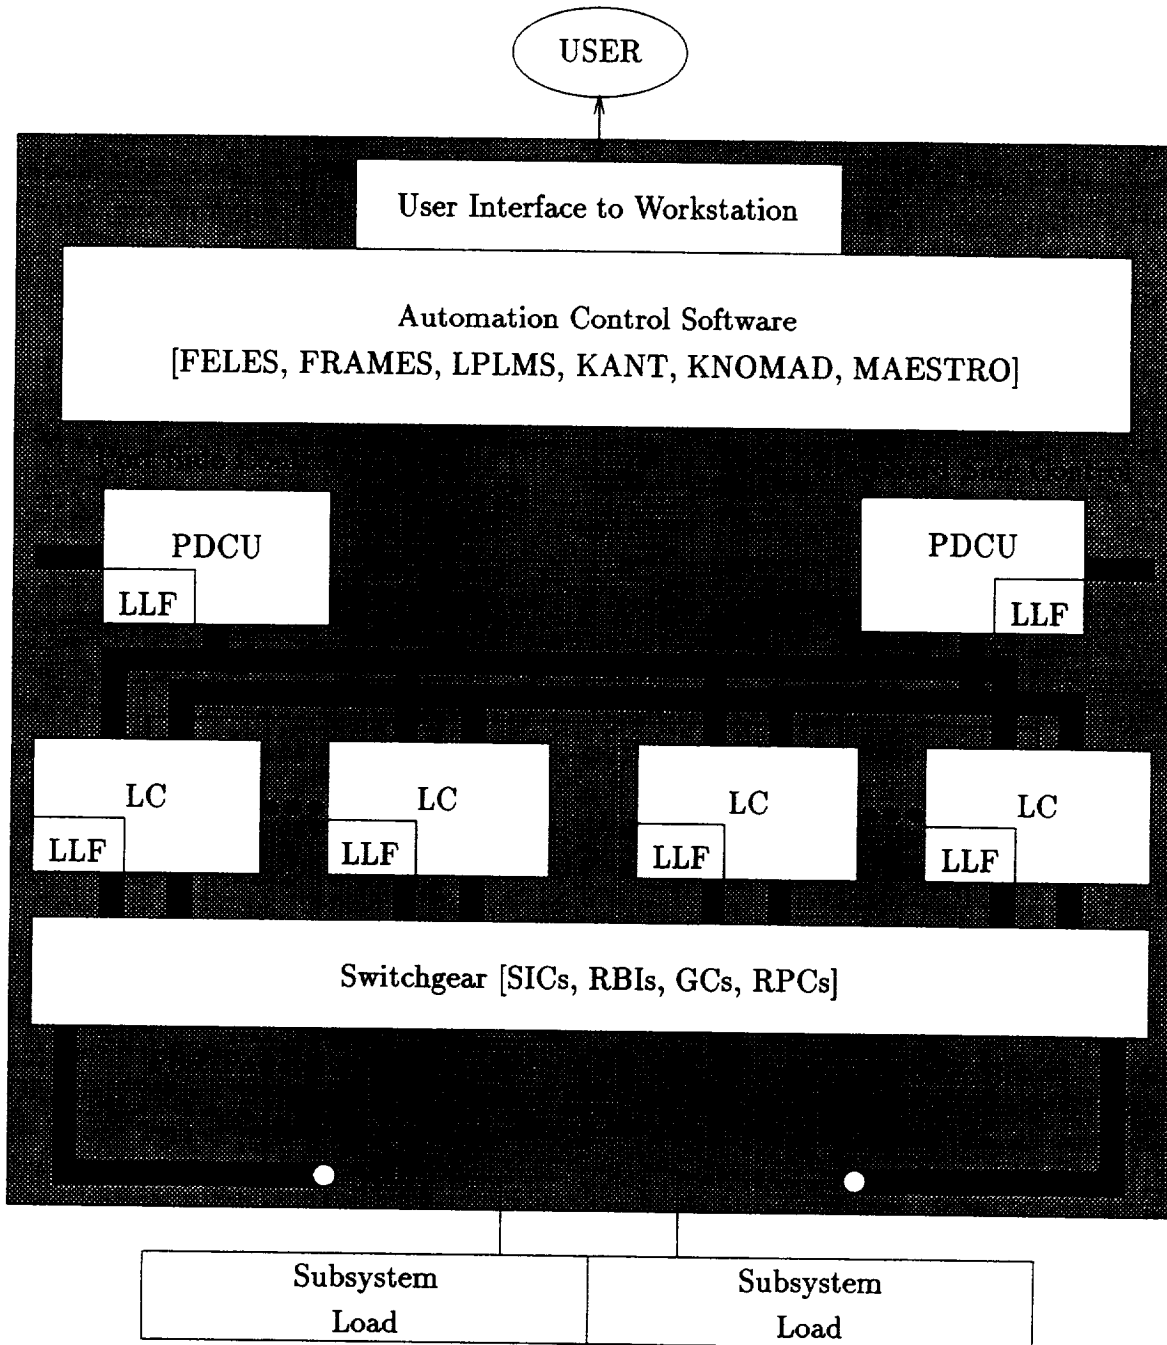 USER
User Interface to Workstation
Automation Control Software
[FELES, FRAMES, LPLMS, KANT, KNOMAD, MAESTRO]
PDCU
PDCU
LLF
LLF
LC
LC
LC
LC
LLF
LLF
LLF
LLF
Switchgear [SICs, RBIs, GCs, RPCs]
Subsystem
Load
Subsystem
Load